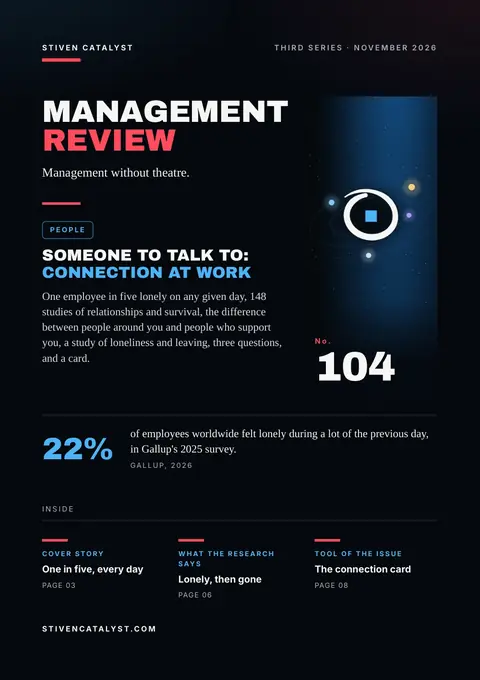 STIVEN CATALYST
THIRD SERIES · NOVEMBER 2026
MANAGEMENT
REVIEW
Management without theatre.
PEOPLE
SOMEONE TO TALK TO:
CONNECTION AT WORK
One employee in five lonely on any given day, 148
studies of relationships and survival, the difference
between people around you and people who support
you, a study of loneliness and leaving, three questions,
and a card.
No.
104
22%
of employees worldwide felt lonely during a lot of the previous day,
in Gallup's 2025 survey.
GALLUP, 2026
INSIDE
COVER STORY
One in five, every day
PAGE 03
WHAT THE RESEARCH
SAYS
Lonely, then gone
PAGE 06
TOOL OF THE ISSUE
The connection card
PAGE 08
STIVENCATALYST.COM